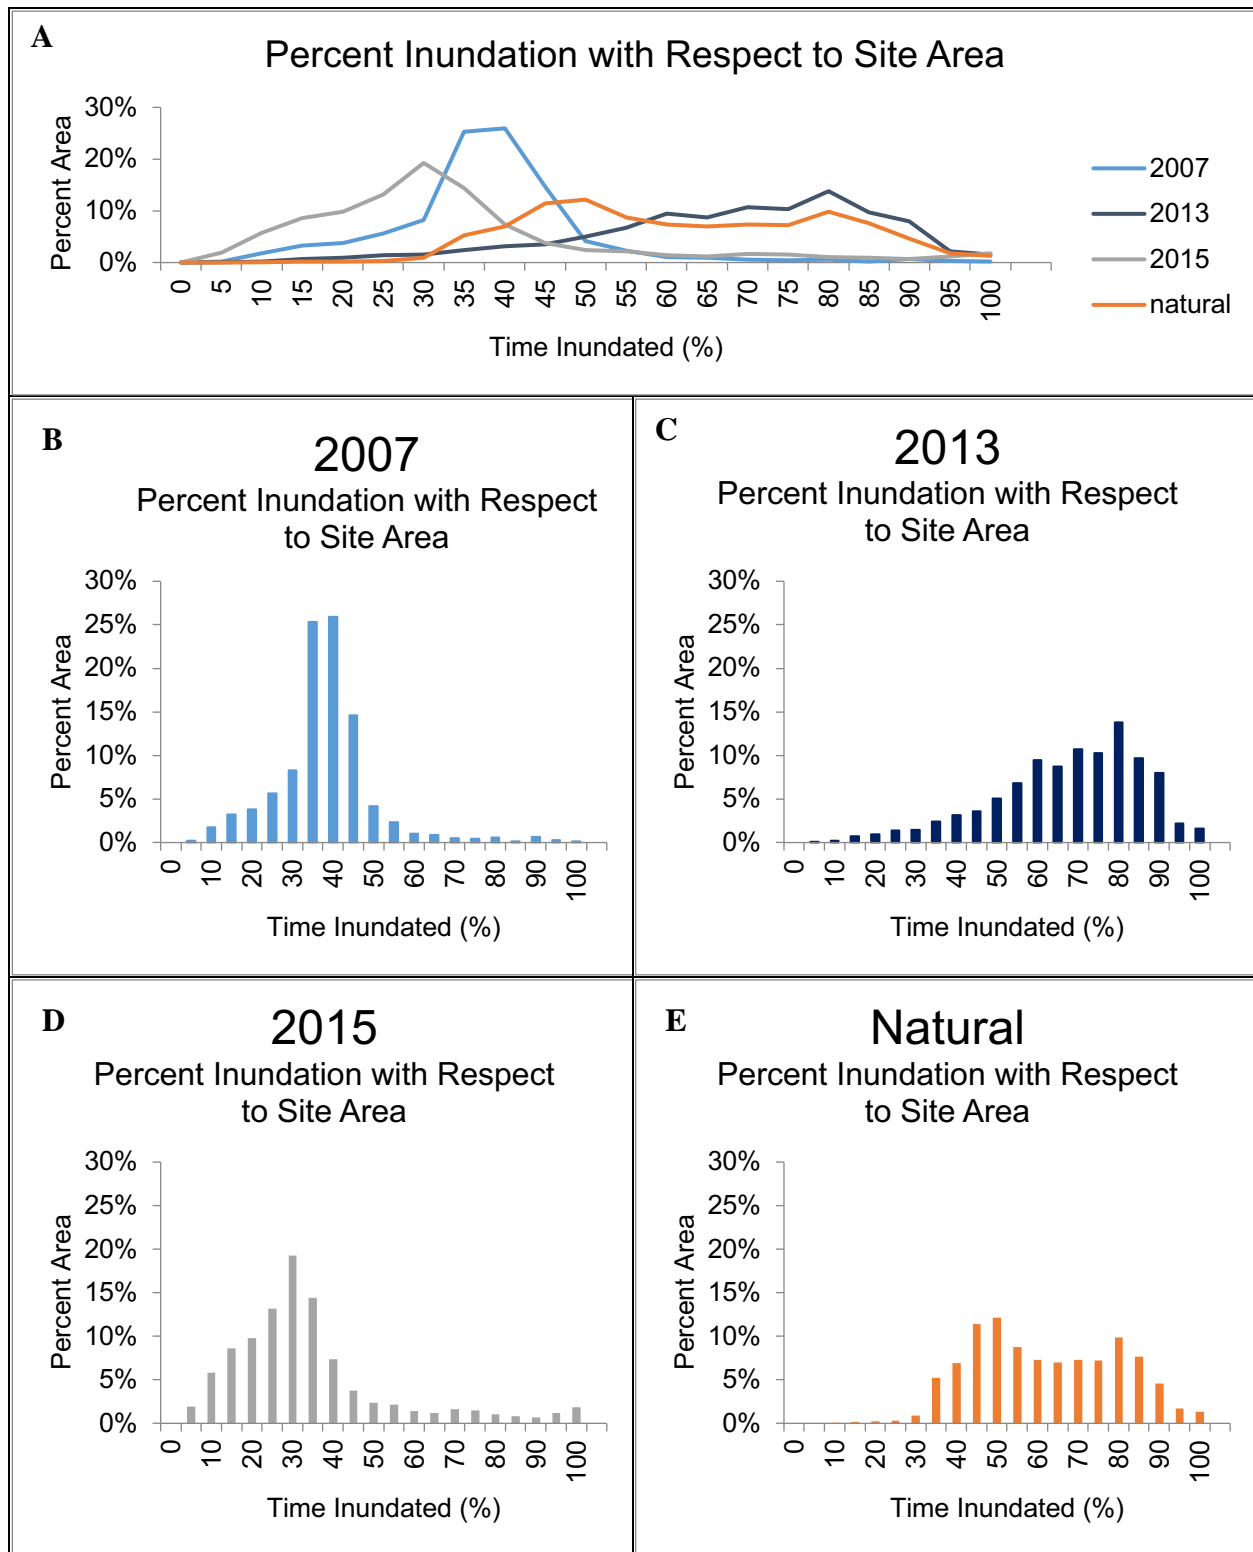 A
Percent Inundation with Respect to Site Area
Percent Area
30%
20%
10%
0%
0 5 10 15 20 25 30 35 40 45 50 55 60 65 70 75 80 85 90 95 100
Time Inundated (%)
2007
2013
2015
natural
B
2007
Percent Inundation with Respect
to Site Area
Percent Area
30%
25%
20%
15%
10%
5%
0%
0 10 20 30 40 50 60 70 80 90 100
Time Inundated (%)
C
2013
Percent Inundation with Respect
to Site Area
Percent Area
30%
25%
20%
15%
10%
5%
0%
0 10 20 30 40 50 60 70 80 90 100
Time Inundated (%)
D
2015
Percent Inundation with Respect
to Site Area
Percent Area
30%
25%
20%
15%
10%
5%
0%
0 10 20 30 40 50 60 70 80 90 100
Time Inundated (%)
E
Natural
Percent Inundation with Respect
to Site Area
Percent Area
30%
25%
20%
15%
10%
5%
0%
0 10 20 30 40 50 60 70 80 90 100
Time Inundated (%)